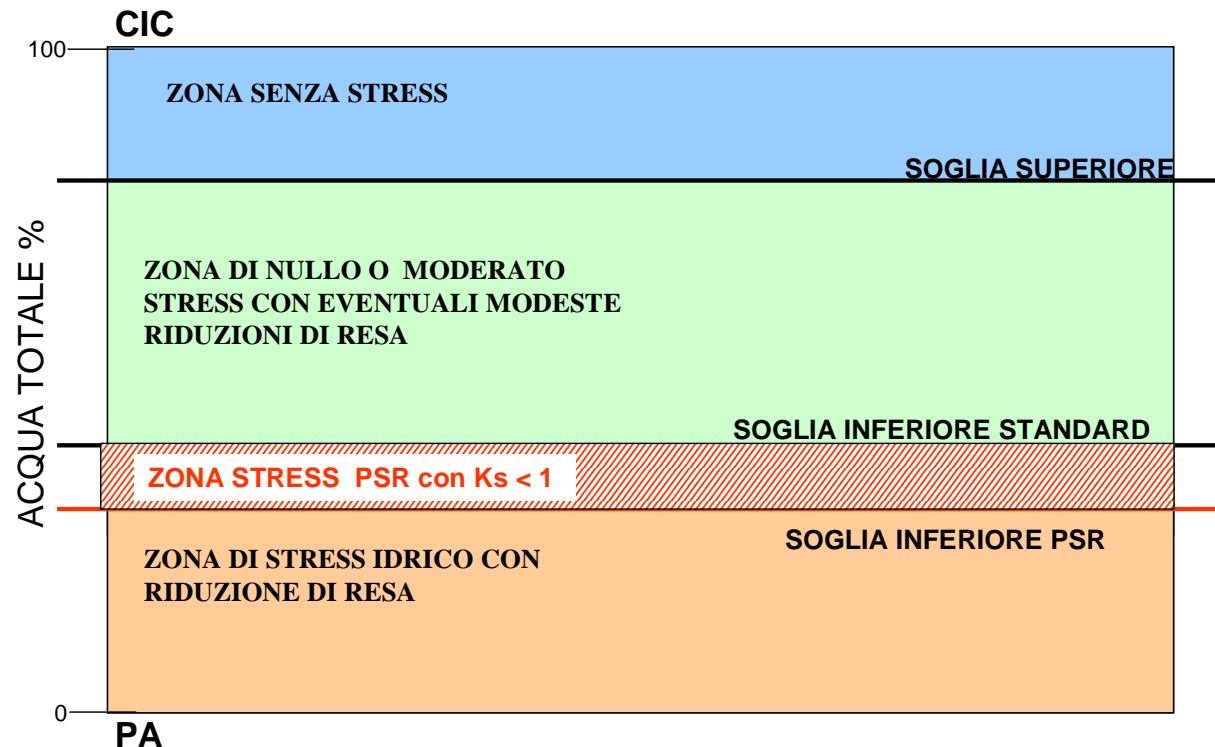 CIC
100
ZONA SENZA STRESS
SOGLIA SUPERIORE
ACQUA TOTALE %
ZONA DI NULLO O MODERATO
STRESS CON EVENTUALI MODESTE
RIDUZIONI DI RESA
SOGLIA INFERIORE STANDARD
ZONA STRESS PSR con Ks < 1
SOGLIA INFERIORE PSR
ZONA DI STRESS IDRICO CON
RIDUZIONE DI RESA
0
PA